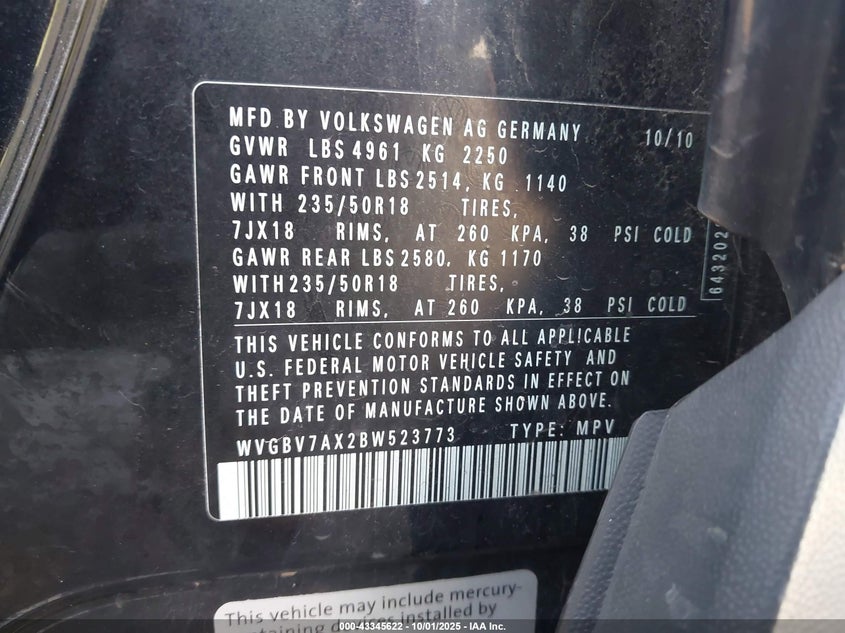 MFD BY VOLKSWAGEN AG GERMANY 10/10
GVWR LBS 4961 KG 2250
GAWR FRONT LBS 2514, KG 1140
WITH 235/50R18 TIRES,
7JX18 RIMS, AT 260 KPA, 38 PSI COLD
GAWR REAR LBS 2580, KG 1170
WITH 235/50R18 TIRES,
7JX18 RIMS, AT 260 KPA, 38 PSI COLD
THIS VEHICLE CONFORMS TO ALL APPLICABLE
U.S. FEDERAL MOTOR VEHICLE SAFETY AND
THEFT PREVENTION STANDARDS IN EFFECT ON
THE DATE OF MANUFACTURE SHOWN ABOVE.
WVGBV7AX2BW523773 TYPE: MPV
643202
This vehicle may include mercury-
devices installed by
000-43345622 - 10/01/2025 - IAA Inc.